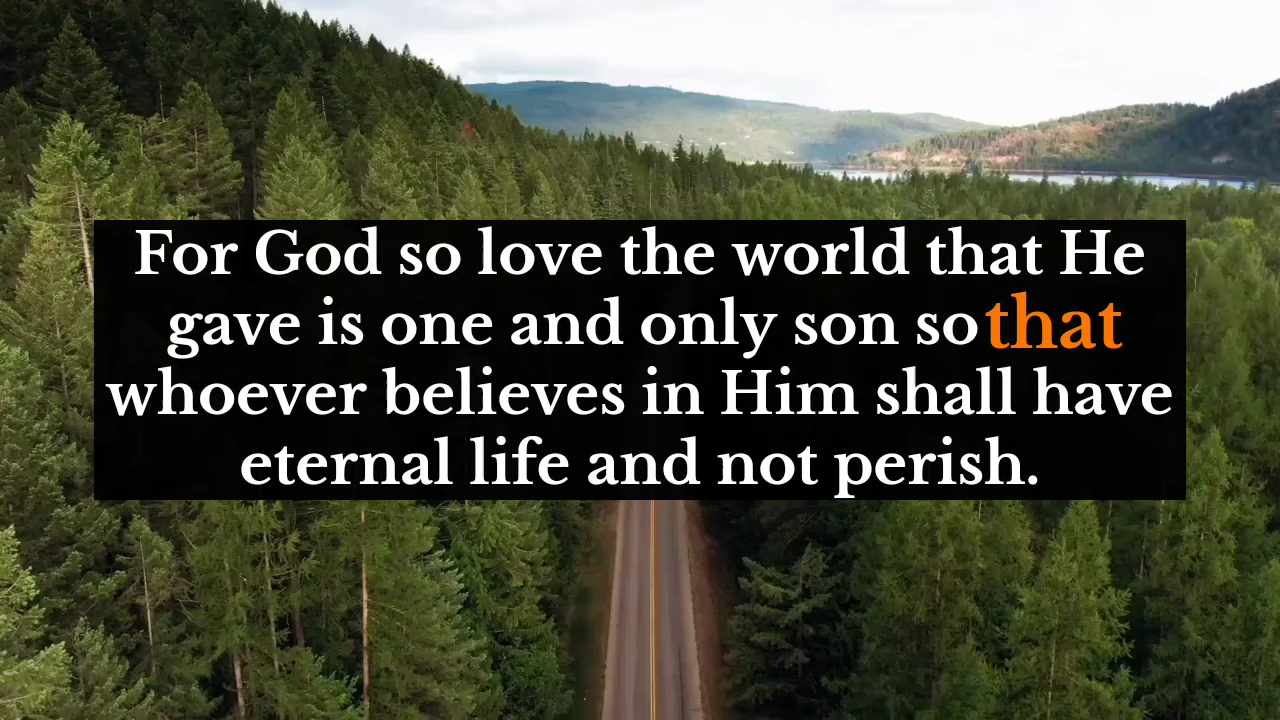 For God so love the world that He
gave is one and only son so that
whoever believes in Him shall have
eternal life and not perish.